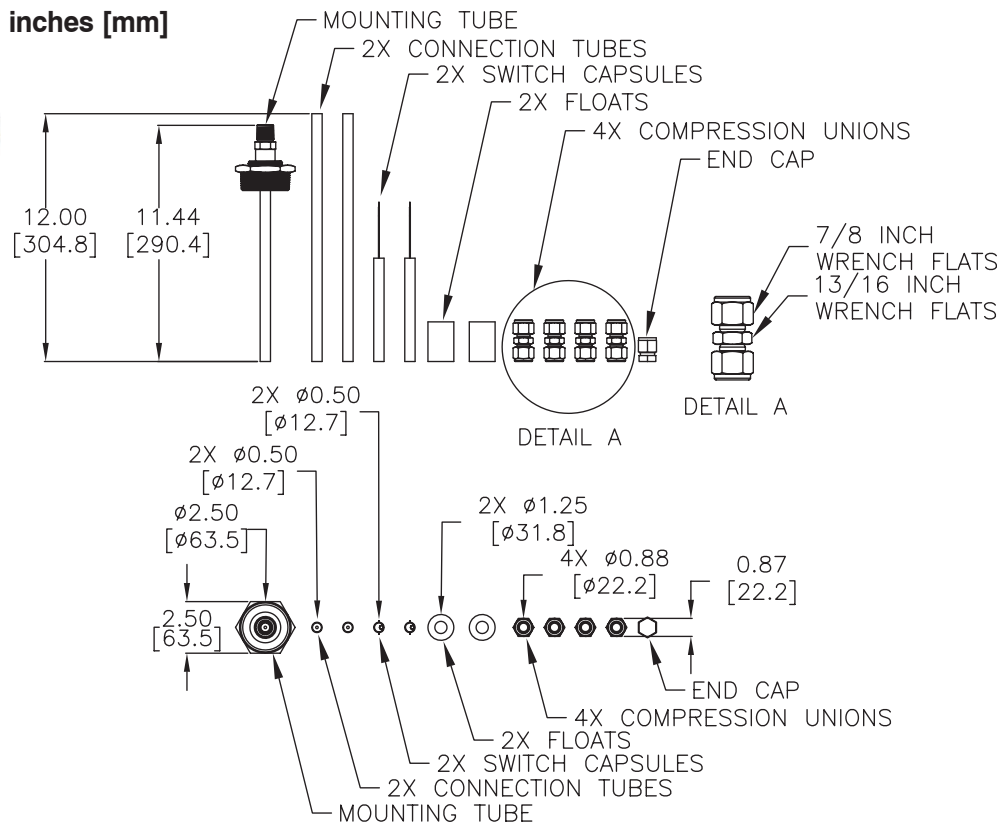 inches [mm]
MOUNTING TUBE
2X CONNECTION TUBES
2X SWITCH CAPSULES
2X FLOATS
4X COMPRESSION UNIONS
END CAP
12.00
[304.8]
11.44
[290.4]
7/8 INCH
WRENCH FLATS
13/16 INCH
WRENCH FLATS
DETAIL A
DETAIL A
2X ø0.50
[ø12.7]
2X ø0.50
[ø12.7]
ø2.50
[ø63.5]
2X ø1.25
[ø31.8]
4X ø0.88
[ø22.2]
0.87
[22.2]
2.50
[63.5]
END CAP
4X COMPRESSION UNIONS
2X FLOATS
2X SWITCH CAPSULES
2X CONNECTION TUBES
MOUNTING TUBE